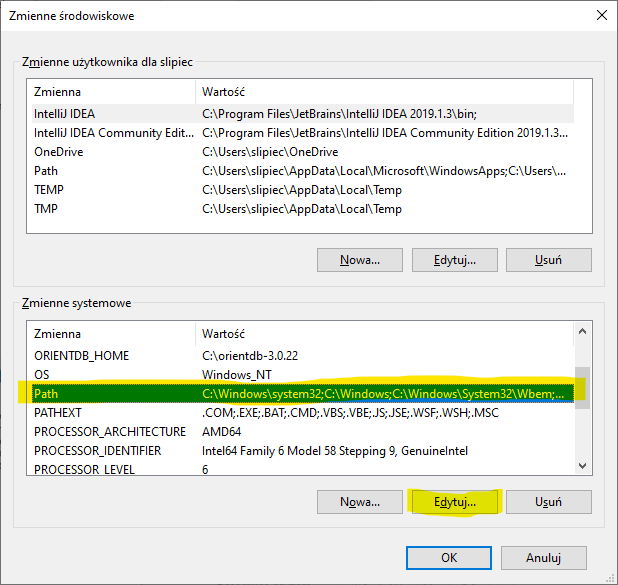 Zmienne środowiskowe
Zmienne użytkownika dla slipiec
Zmienna Wartość
IntelliJ IDEA C:\Program Files\JetBrains\IntelliJ IDEA 2019.1.3\bin;
IntelliJ IDEA Community Edit... C:\Program Files\JetBrains\IntelliJ IDEA Community Edition 2019.1.3...
OneDrive C:\Users\slipiec\OneDrive
Path C:\Users\slipiec\AppData\Local\Microsoft\WindowsApps;C:\Users\...
TEMP C:\Users\slipiec\AppData\Local\Temp
TMP C:\Users\slipiec\AppData\Local\Temp
Nowa... Edytuj... Usuń
Zmienne systemowe
Zmienna Wartość
ORIENTDB_HOME C:\orientdb-3.0.22
OS Windows_NT
Path C:\Windows\system32;C:\Windows;C:\Windows\System32\Wbem;...
PATHEXT .COM;.EXE;.BAT;.CMD;.VBS;.VBE;.JS;.JSE;.WSF;.WSH;.MSC
PROCESSOR_ARCHITECTURE AMD64
PROCESSOR_IDENTIFIER Intel64 Family 6 Model 58 Stepping 9, GenuineIntel
PROCESSOR_LEVEL 6
Nowa... Edytuj... Usuń
OK Anuluj